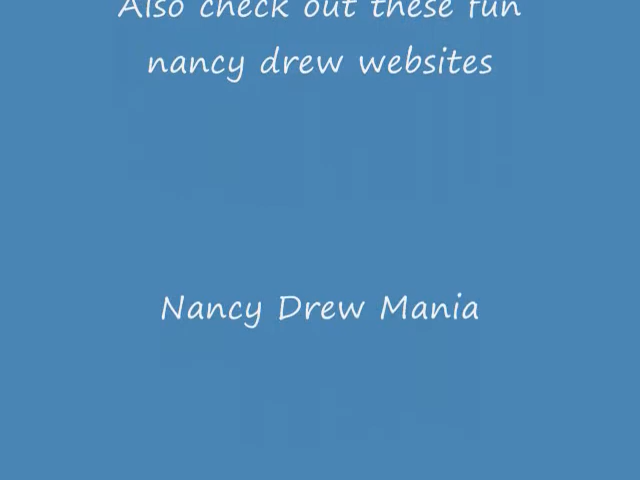 Also check out these fun
nancy drew websites
Nancy Drew Mania